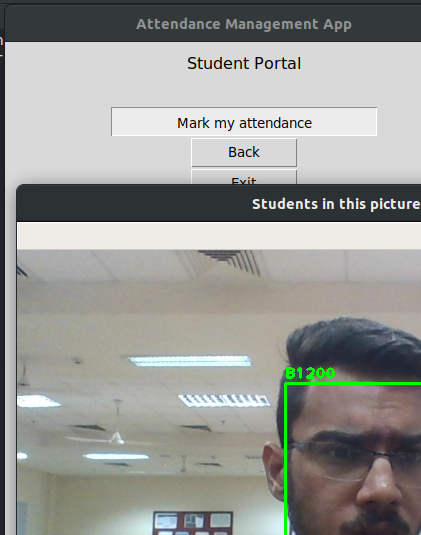 Attendance Management App
Student Portal
Mark my attendance
Back
Exit
Students in this picture
B1200